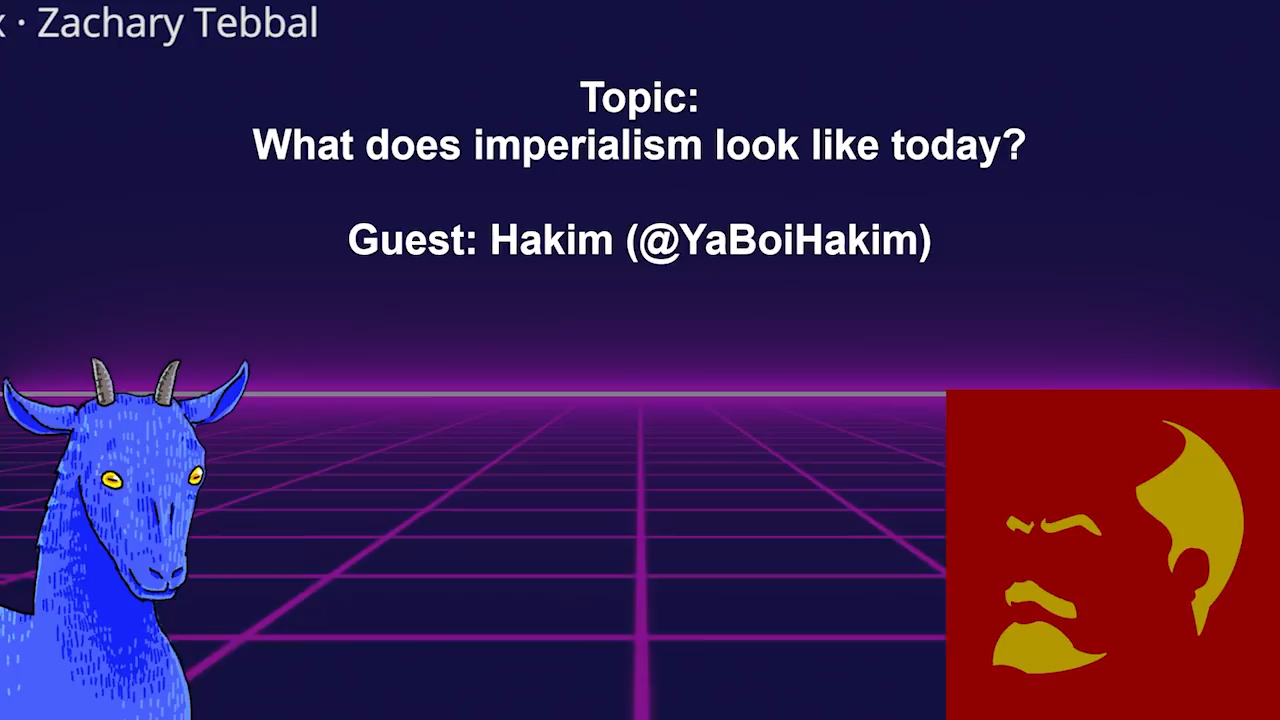 · Zachary Tebbal
Topic:
What does imperialism look like today?
Guest: Hakim (@YaBoiHakim)